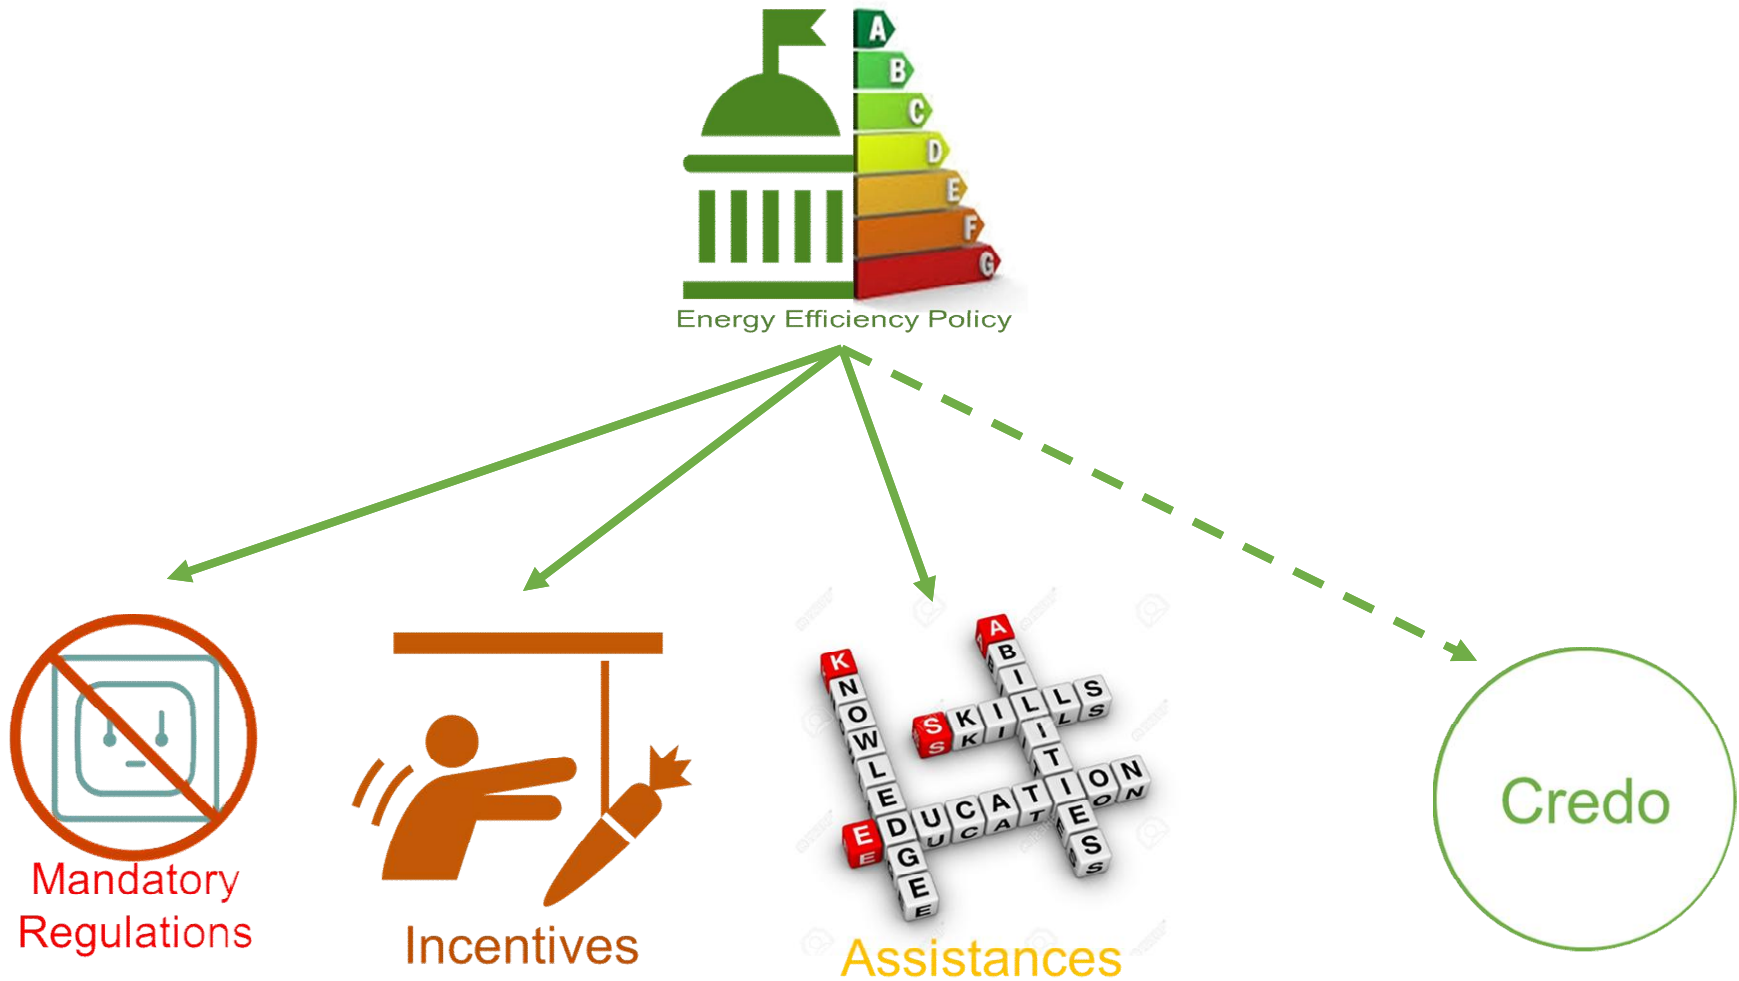 A
B
C
D
E
F
G
Energy Efficiency Policy
Mandatory
Regulations
Incentives
KNOWLEDGE
ABILITIES
SKILLS
EDUCATION
Assistances
Credo